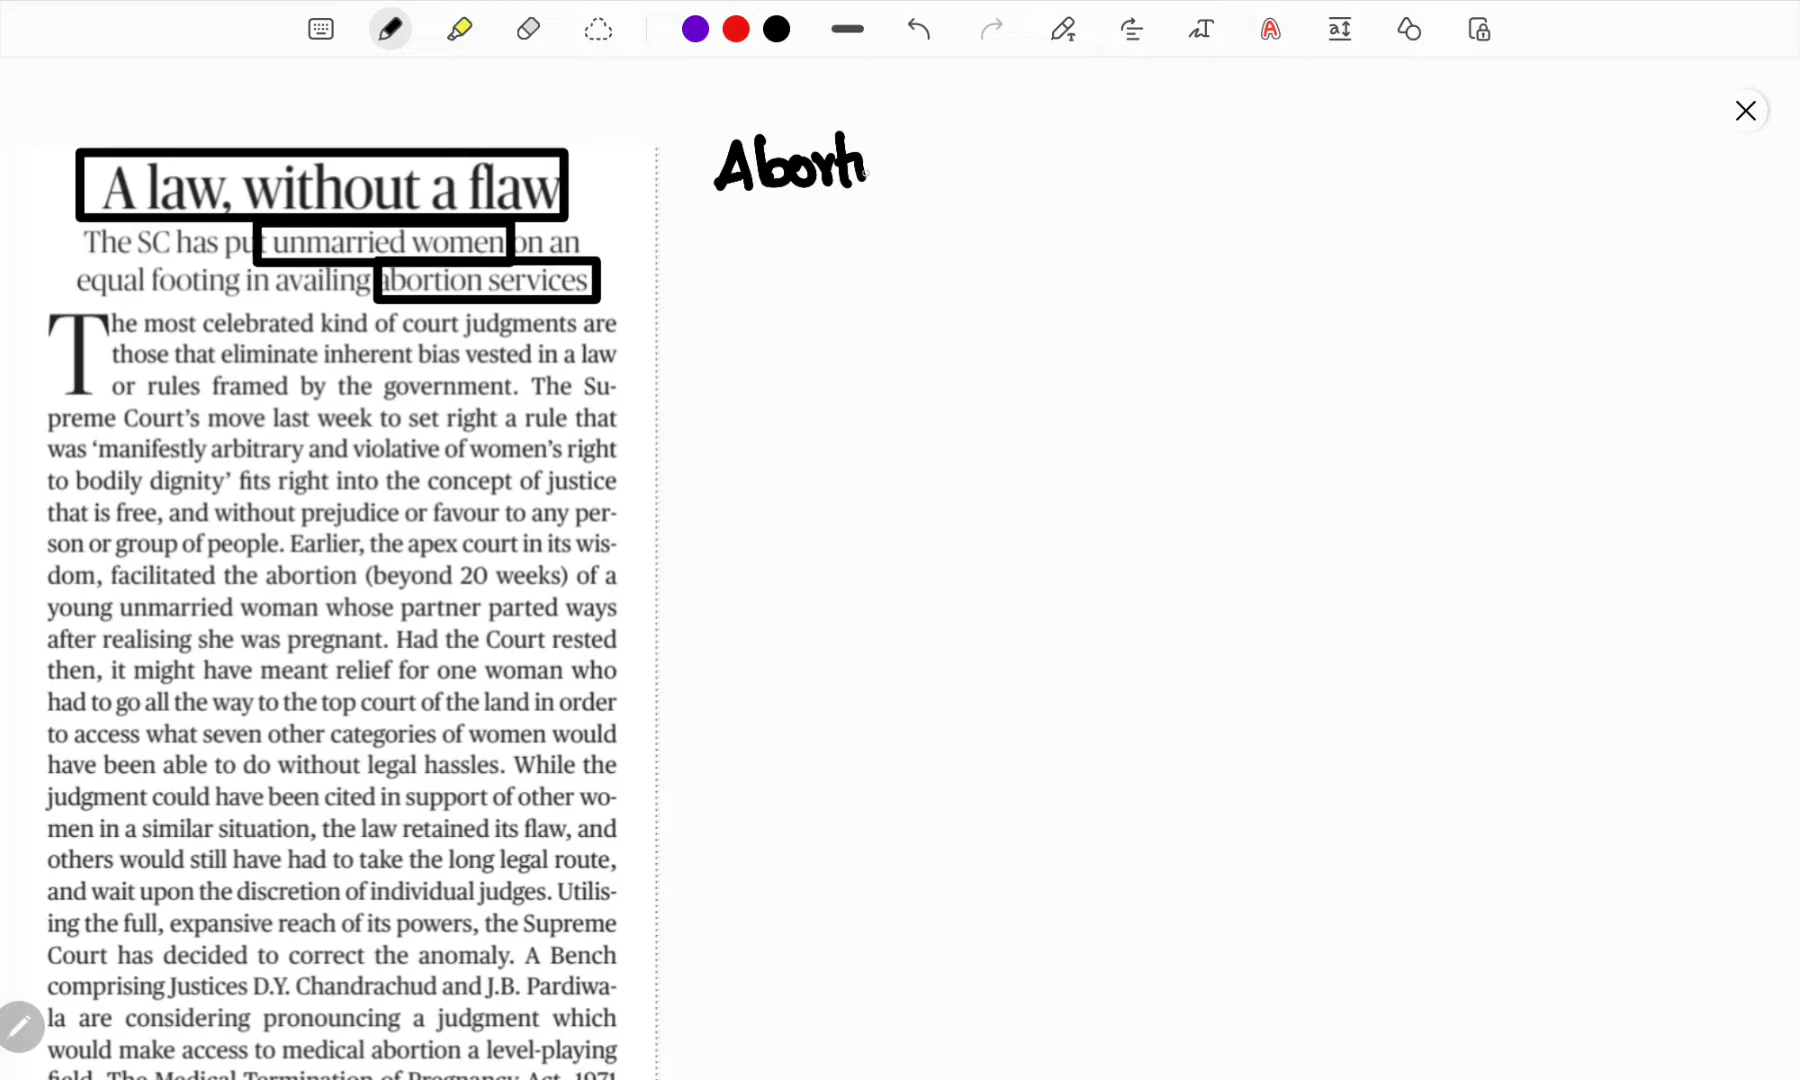 Aborti
A law, without a flaw
The SC has put unmarried women on an
equal footing in availing abortion services
The most celebrated kind of court judgments are
those that eliminate inherent bias vested in a law
or rules framed by the government. The Su-
preme Court's move last week to set right a rule that
was 'manifestly arbitrary and violative of women's right
to bodily dignity' fits right into the concept of justice
that is free, and without prejudice or favour to any per-
son or group of people. Earlier, the apex court in its wis-
dom, facilitated the abortion (beyond 20 weeks) of a
young unmarried woman whose partner parted ways
after realising she was pregnant. Had the Court rested
then, it might have meant relief for one woman who
had to go all the way to the top court of the land in order
to access what seven other categories of women would
have been able to do without legal hassles. While the
judgment could have been cited in support of other wo-
men in a similar situation, the law retained its flaw, and
others would still have had to take the long legal route,
and wait upon the discretion of individual judges. Utilis-
ing the full, expansive reach of its powers, the Supreme
Court has decided to correct the anomaly. A Bench
comprising Justices D.Y. Chandrachud and J.B. Pardiwa-
la are considering pronouncing a judgment which
would make access to medical abortion a level-playing
field. The Medical Termination of Pregnancy Act, 1971